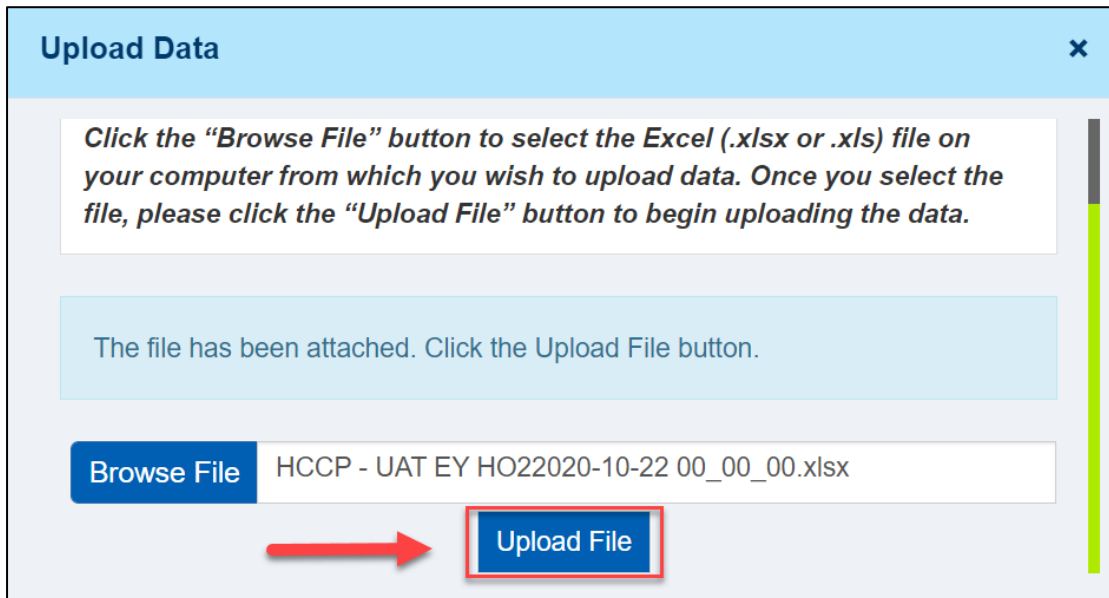 Upload Data
×
Click the “Browse File” button to select the Excel (.xlsx or .xls) file on
your computer from which you wish to upload data. Once you select the
file, please click the “Upload File” button to begin uploading the data.
The file has been attached. Click the Upload File button.
Browse File HCCP - UAT EY HO22020-10-22 00_00_00.xlsx
Upload File